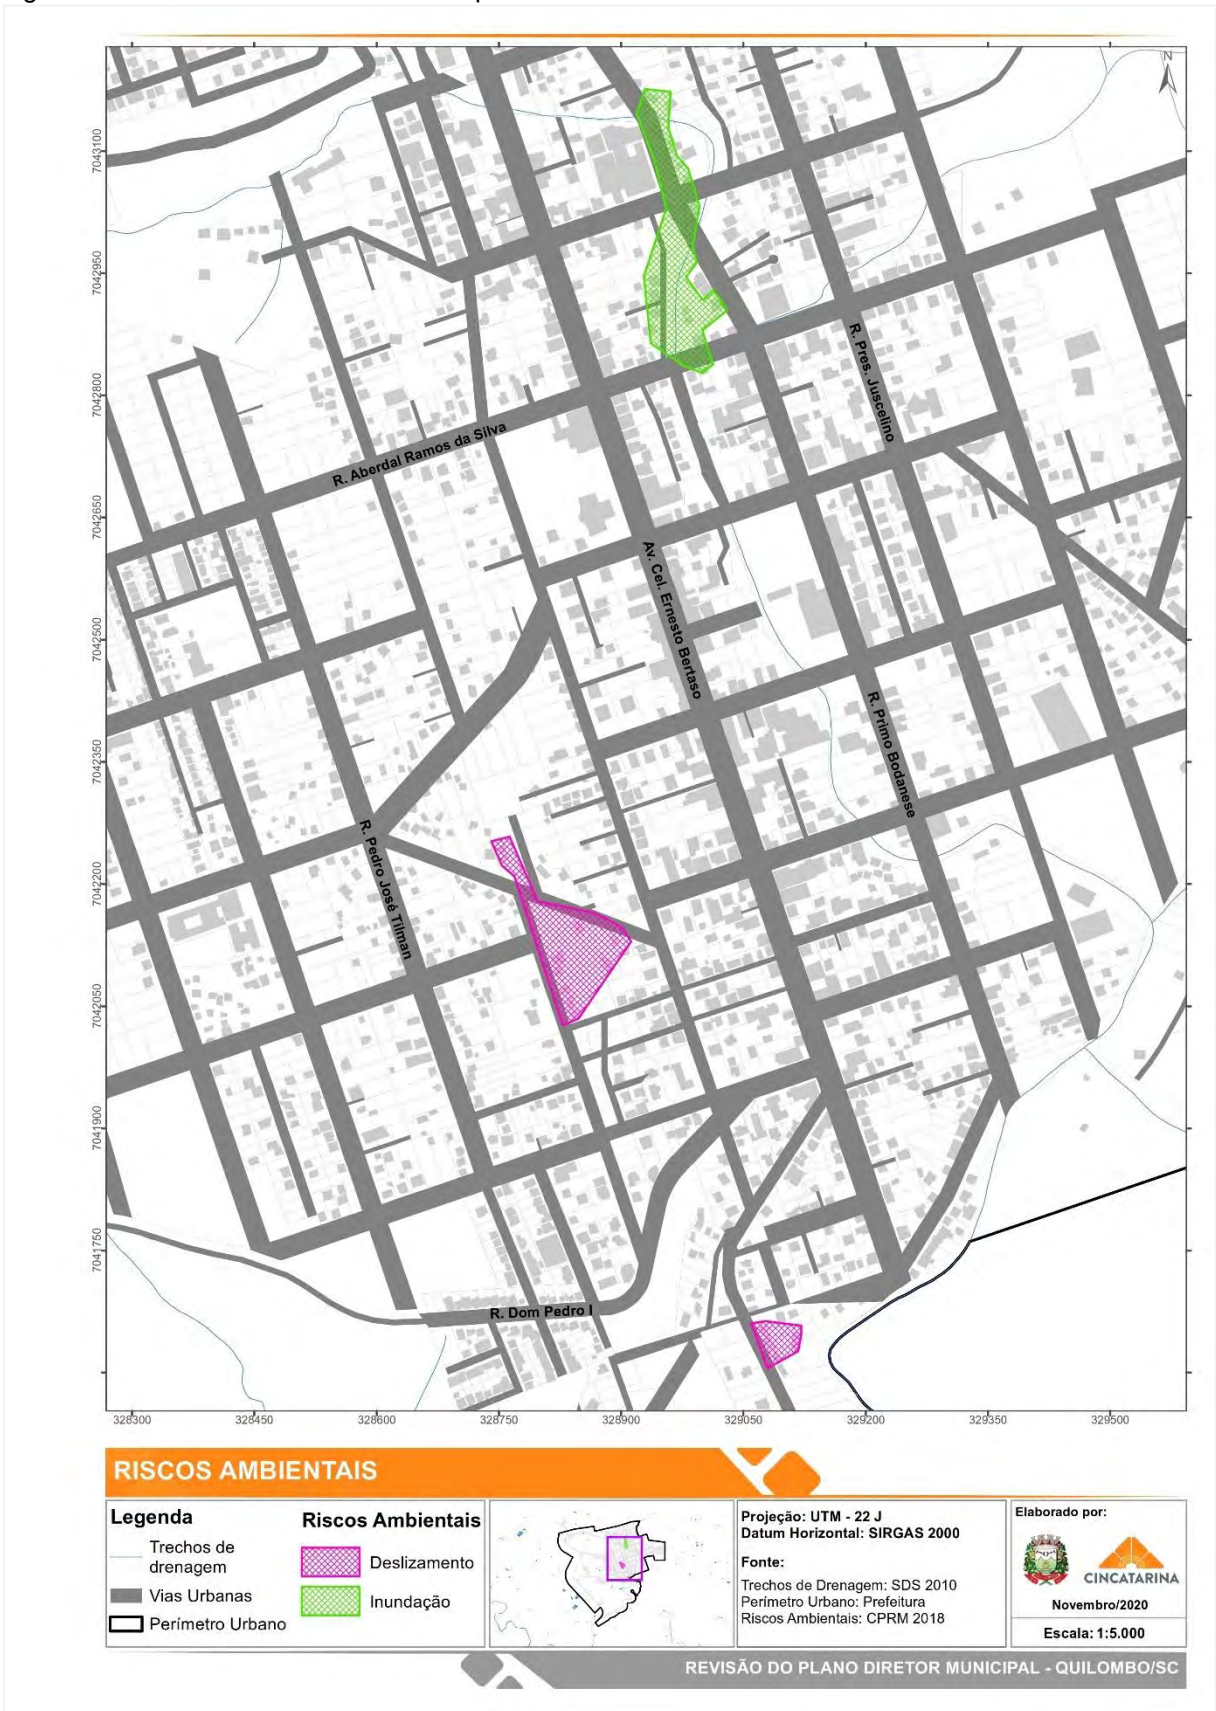 N
7043100
7042950
7042800
7042650
7042500
7042350
7042200
7042050
7041900
7041750
R. Pres. Juscelino
R. Aberdal Ramos da Silva
Av. Cel. Ernesto Bertaso
R. Primo Bodanese
R. Pedro José Tilman
R. Dom Pedro I
328300 328450 328600 328750 328900 329050 329200 329350 329500
RISCOS AMBIENTAIS
Legenda
Trechos de
drenagem
Vias Urbanas
Perímetro Urbano
Riscos Ambientais
Deslizamento
Inundação
Projeção: UTM - 22 J
Datum Horizontal: SIRGAS 2000
Fonte:
Trechos de Drenagem: SDS 2010
Perímetro Urbano: Prefeitura
Riscos Ambientais: CPRM 2018
Elaborado por:
CINCATARINA
Novembro/2020
Escala: 1:5.000
REVISÃO DO PLANO DIRETOR MUNICIPAL - QUILOMBO/SC